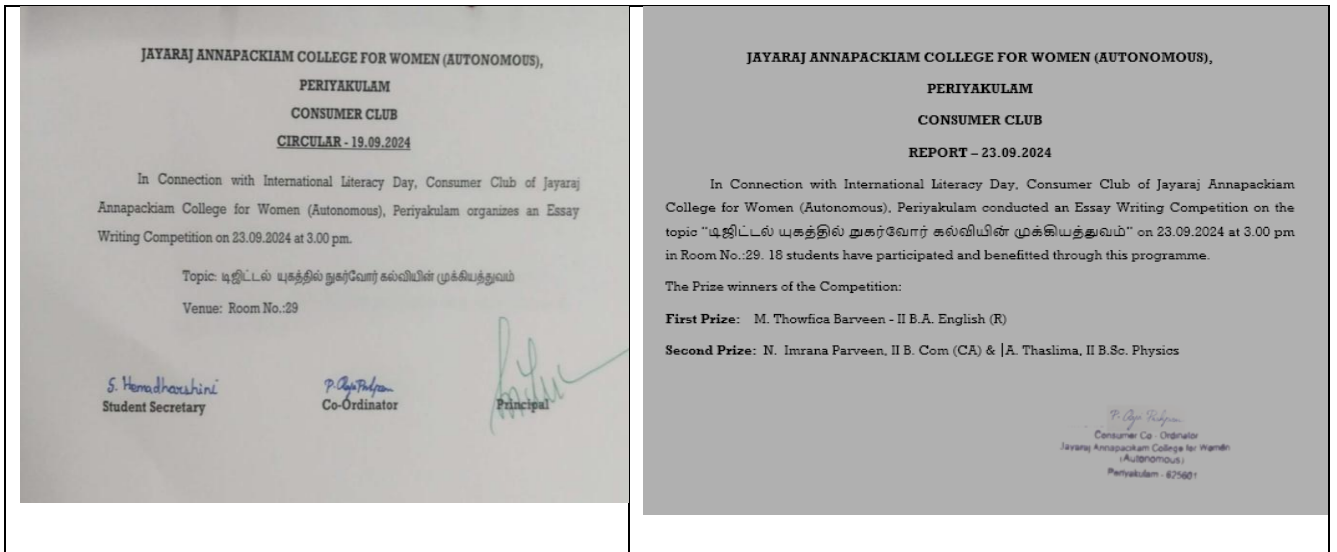 JAYARAJ ANNAPACKIAM COLLEGE FOR WOMEN (AUTONOMOUS),
PERIYAKULAM
CONSUMER CLUB
CIRCULAR - 19.09.2024
In Connection with International Literacy Day, Consumer Club of Jayaraj
Annapackiam College for Women (Autonomous), Periyakulam organizes an Essay
Writing Competition on 23.09.2024 at 3.00 pm.
Topic: டிஜிட்டல் யுகத்தில் நுகர்வோர் கல்வியின் முக்கியத்துவம்
Venue: Room No.:29
S. Hemadharshini
Student Secretary
Co-Ordinator
Principal
JAYARAJ ANNAPACKIAM COLLEGE FOR WOMEN (AUTONOMOUS),
PERIYAKULAM
CONSUMER CLUB
REPORT – 23.09.2024
In Connection with International Literacy Day, Consumer Club of Jayaraj Annapackiam
College for Women (Autonomous), Periyakulam conducted an Essay Writing Competition on the
topic "டிஜிட்டல் யுகத்தில் நுகர்வோர் கல்வியின் முக்கியத்துவம்" on 23.09.2024 at 3.00 pm
in Room No.:29. 18 students have participated and benefitted through this programme.
The Prize winners of the Competition:
First Prize: M. Thowfica Barveen - II B.A. English (R)
Second Prize: N. Imrana Parveen, II B. Com (CA) & A. Thaslima, II B.Sc. Physics
Consumer Co - Ordinator
Jayaraj Annapackiam College for Women
(Autonomous)
Periyakulam - 625601